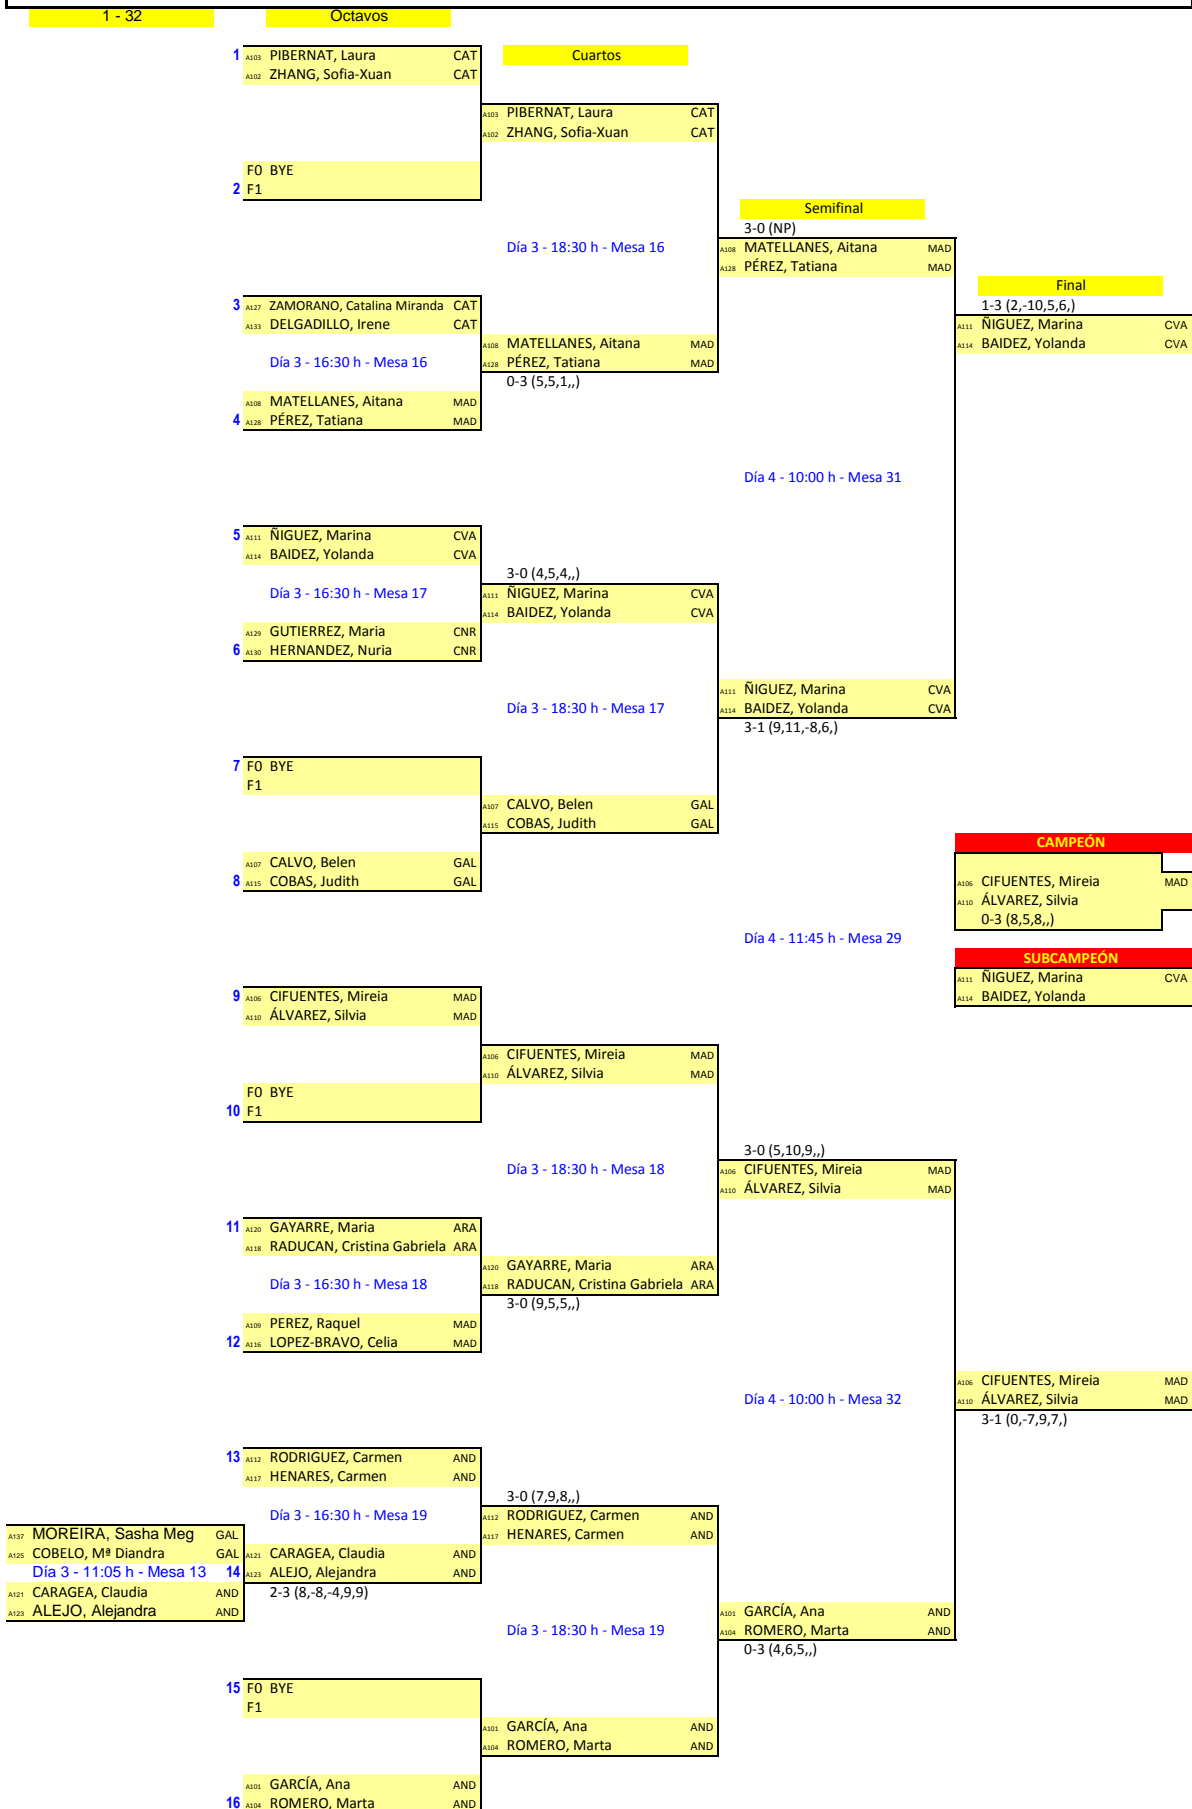 1 - 32 Octavos
1 A103 PIBERNAT, Laura CAT Cuartos
A102 ZHANG, Sofia-Xuan CAT
A103 PIBERNAT, Laura CAT
A102 ZHANG, Sofia-Xuan CAT
F0 BYE
2 F1
Semifinal
3-0 (NP)
Día 3 - 18:30 h - Mesa 16 A108 MATELLANES, Aitana MAD
A128 PÉREZ, Tatiana MAD
Final
3 A127 ZAMORANO, Catalina Miranda CAT 1-3 (2,-10,5,6,)
A133 DELGADILLO, Irene CAT A111 ÑIGUEZ, Marina CVA
A108 MATELLANES, Aitana MAD A114 BAIDEZ, Yolanda CVA
Día 3 - 16:30 h - Mesa 16 A128 PÉREZ, Tatiana MAD
0-3 (5,5,1,,)
A108 MATELLANES, Aitana MAD
4 A128 PÉREZ, Tatiana MAD
Día 4 - 10:00 h - Mesa 31
5 A111 ÑIGUEZ, Marina CVA
A114 BAIDEZ, Yolanda CVA
3-0 (4,5,4,,)
Día 3 - 16:30 h - Mesa 17 A111 ÑIGUEZ, Marina CVA
A114 BAIDEZ, Yolanda CVA
A129 GUTIERREZ, Maria CNR
6 A130 HERNANDEZ, Nuria CNR
A111 ÑIGUEZ, Marina CVA
Día 3 - 18:30 h - Mesa 17 A114 BAIDEZ, Yolanda CVA
3-1 (9,11,-8,6,)
7 F0 BYE
F1
A107 CALVO, Belen GAL
A115 COBAS, Judith GAL
CAMPEÓN
A107 CALVO, Belen GAL
8 A115 COBAS, Judith GAL A106 CIFUENTES, Mireia MAD
A110 ÁLVAREZ, Silvia
0-3 (8,5,8,,)
Día 4 - 11:45 h - Mesa 29
SUBCAMPEÓN
A111 ÑIGUEZ, Marina CVA
9 A106 CIFUENTES, Mireia MAD A114 BAIDEZ, Yolanda
A110 ÁLVAREZ, Silvia MAD
A106 CIFUENTES, Mireia MAD
A110 ÁLVAREZ, Silvia MAD
F0 BYE
10 F1
3-0 (5,10,9,,)
Día 3 - 18:30 h - Mesa 18 A106 CIFUENTES, Mireia MAD
A110 ÁLVAREZ, Silvia MAD
11 A120 GAYARRE, Maria ARA
A118 RADUCAN, Cristina Gabriela ARA
A120 GAYARRE, Maria ARA
Día 3 - 16:30 h - Mesa 18 A118 RADUCAN, Cristina Gabriela ARA
3-0 (9,5,5,,)
A109 PEREZ, Raquel MAD
12 A116 LOPEZ-BRAVO, Celia MAD
A106 CIFUENTES, Mireia MAD
Día 4 - 10:00 h - Mesa 32 A110 ÁLVAREZ, Silvia MAD
3-1 (0,-7,9,7,)
13 A112 RODRIGUEZ, Carmen AND
A117 HENARES, Carmen AND
3-0 (7,9,8,,)
Día 3 - 16:30 h - Mesa 19 A112 RODRIGUEZ, Carmen AND
A137 MOREIRA, Sasha Meg GAL A117 HENARES, Carmen AND
A125 COBELO, Mª Diandra GAL A121 CARAGEA, Claudia AND
Día 3 - 11:05 h - Mesa 13 14 A123 ALEJO, Alejandra AND
A121 CARAGEA, Claudia AND 2-3 (8,-8,-4,9,9)
A123 ALEJO, Alejandra AND A101 GARCÍA, Ana AND
Día 3 - 18:30 h - Mesa 19 A104 ROMERO, Marta AND
0-3 (4,6,5,,)
15 F0 BYE
F1
A101 GARCÍA, Ana AND
A104 ROMERO, Marta AND
A101 GARCÍA, Ana AND
16 A104 ROMERO, Marta AND